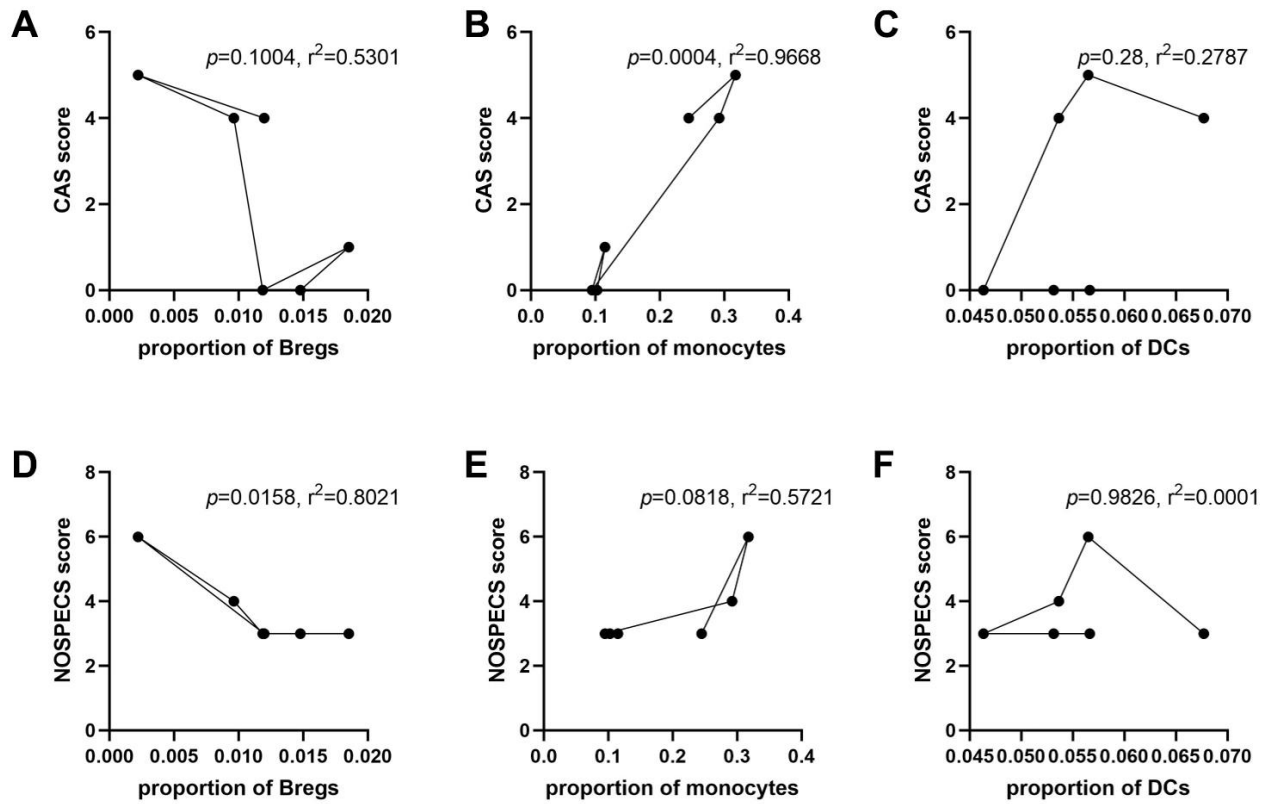 A
p=0.1004, r²=0.5301
CAS score
6
4
2
0
0.000 0.005 0.010 0.015 0.020
proportion of Bregs
B
p=0.0004, r²=0.9668
CAS score
6
4
2
0
0.0 0.1 0.2 0.3 0.4
proportion of monocytes
C
p=0.28, r²=0.2787
CAS score
6
4
2
0
0.045 0.050 0.055 0.060 0.065 0.070
proportion of DCs
D
p=0.0158, r²=0.8021
NOSPECS score
8
6
4
2
0
0.000 0.005 0.010 0.015 0.020
proportion of Bregs
E
p=0.0818, r²=0.5721
NOSPECS score
8
6
4
2
0
0.0 0.1 0.2 0.3 0.4
proportion of monocytes
F
p=0.9826, r²=0.0001
NOSPECS score
8
6
4
2
0
0.045 0.050 0.055 0.060 0.065 0.070
proportion of DCs